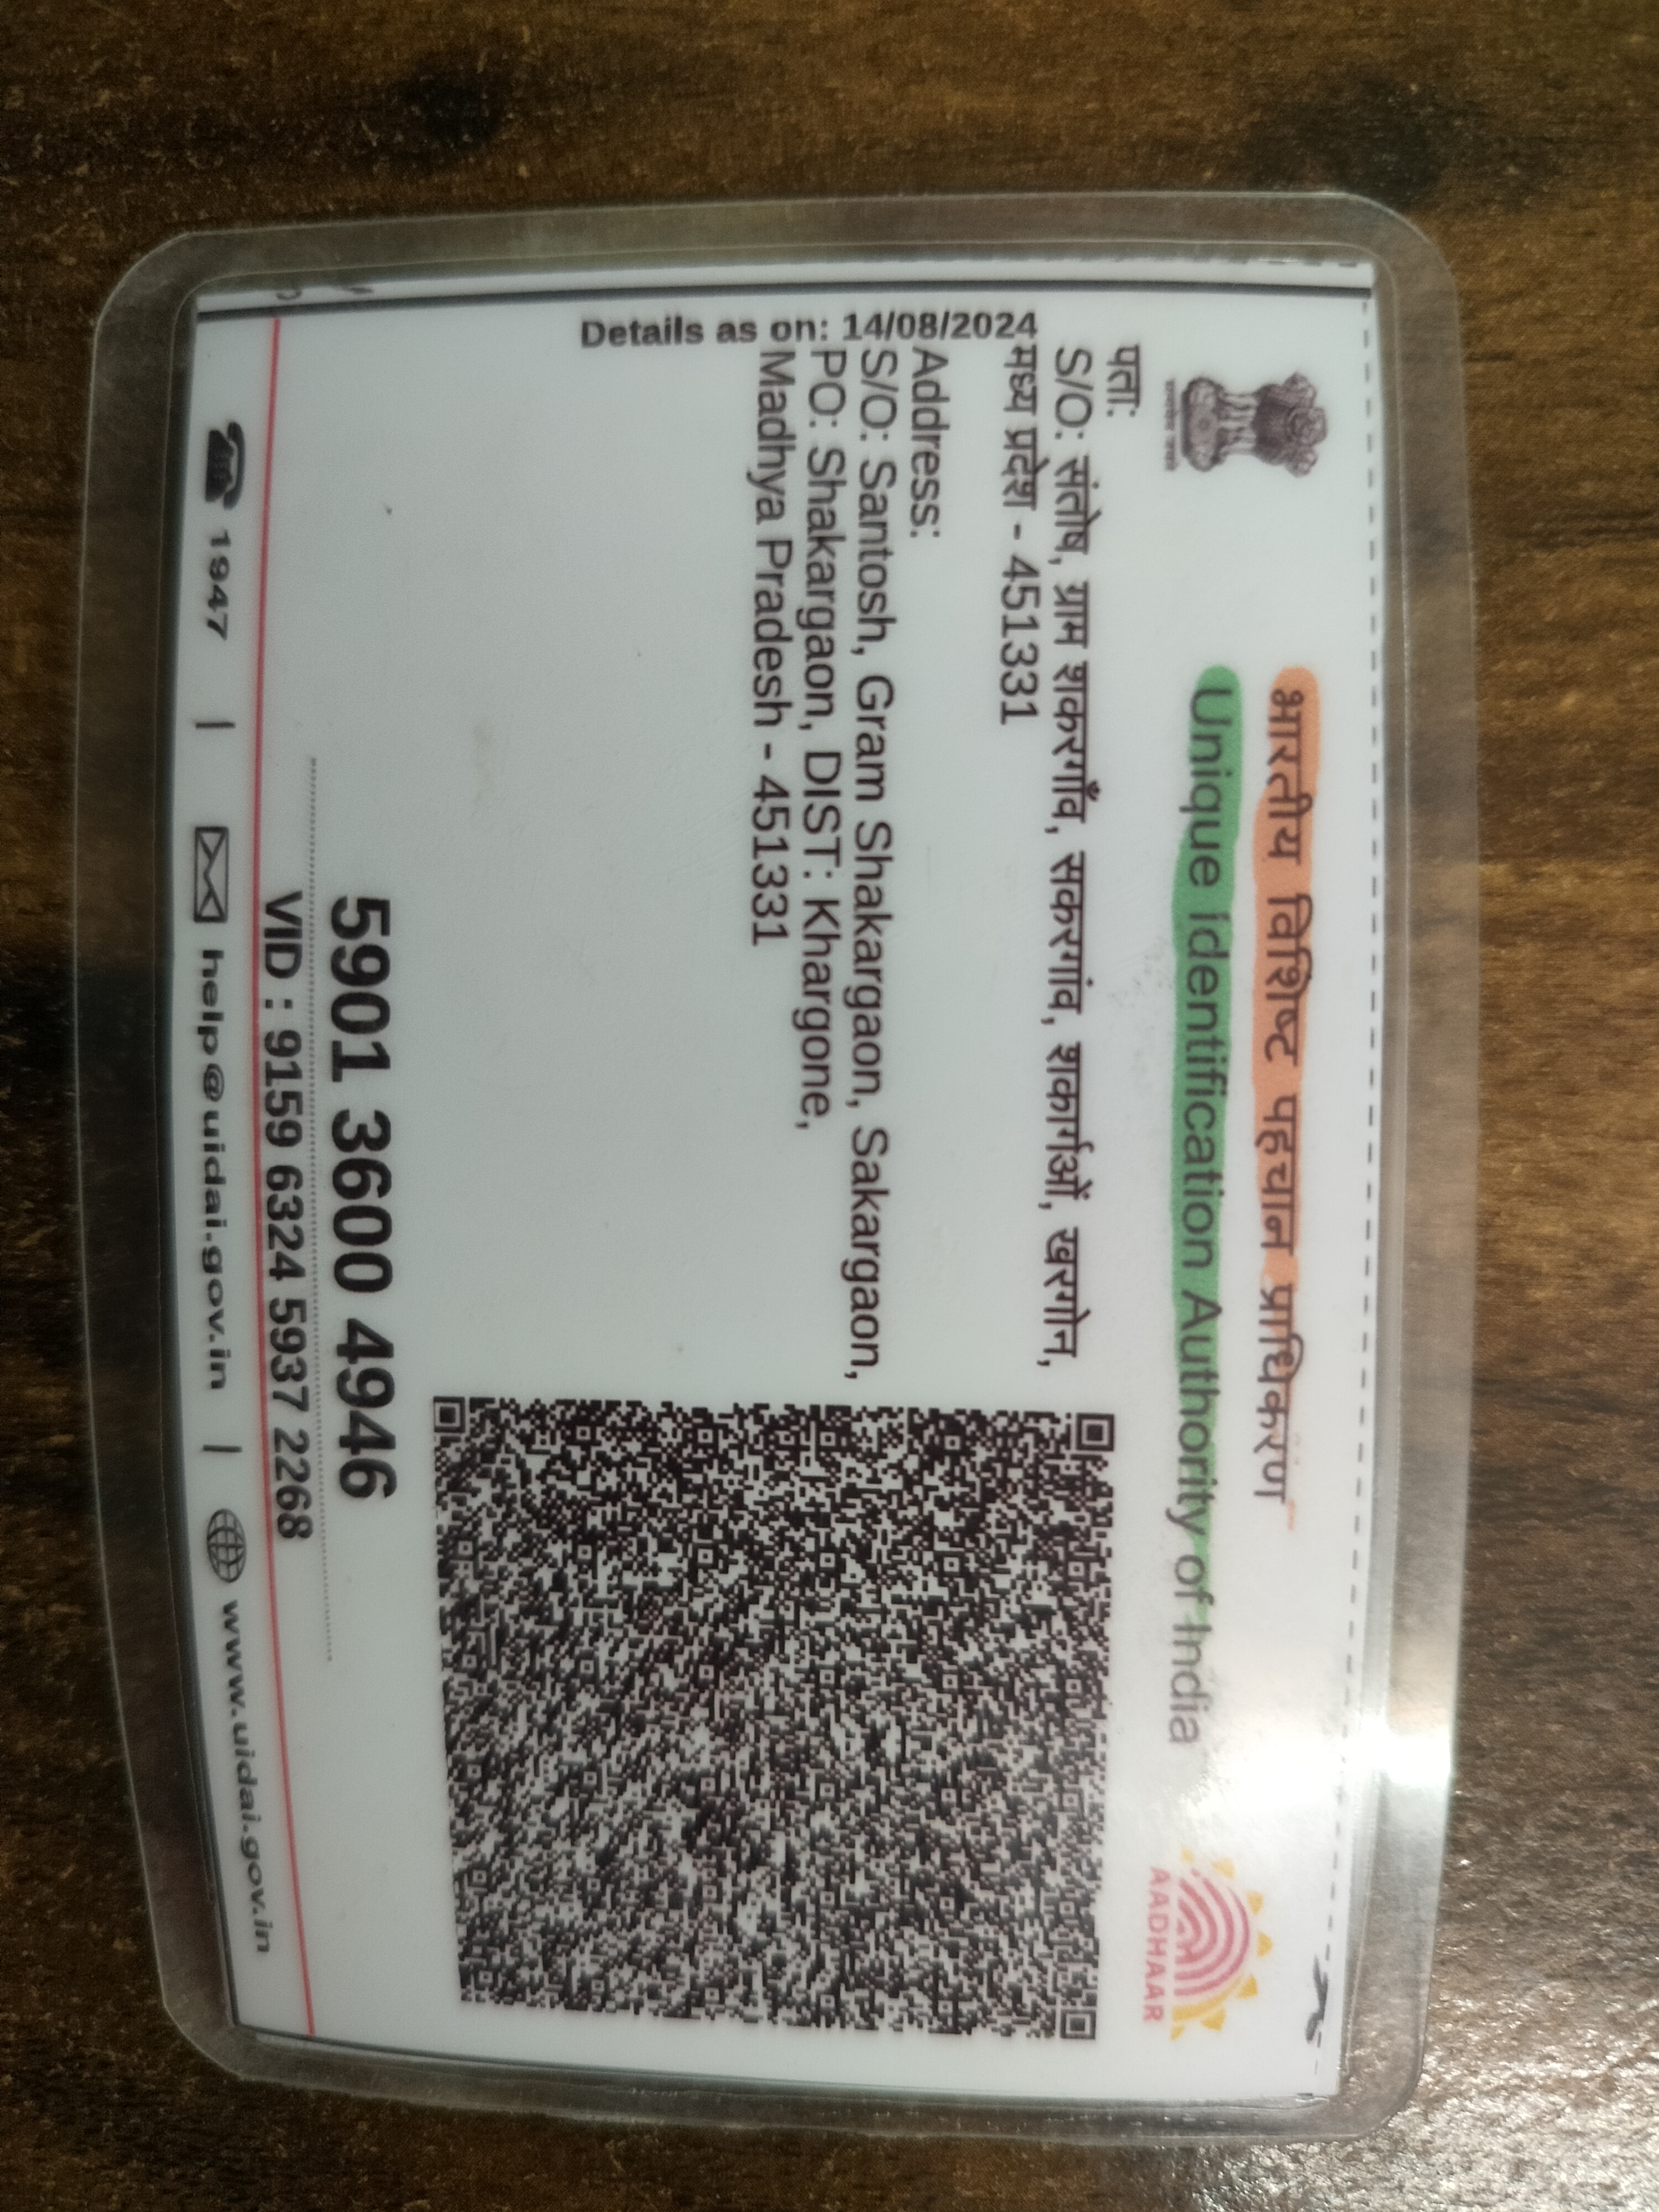 भारतीय विशिष्ट पहचान प्राधिकरण
Unique Identification Authority of India
AADHAAR
Details as on: 14/08/2024
पता:
S/O: संतोष, ग्राम शकरगाँव, सकरगांव, शकार्गओं, खरगोन,
मध्य प्रदेश - 451331
Address:
S/O: Santosh, Gram Shakargaon, Sakargaon,
PO: Shakargaon, DIST: Khargone,
Madhya Pradesh - 451331
5901 3600 4946
VID : 9159 6324 5937 2268
1947 | help@uidai.gov.in | www.uidai.gov.in